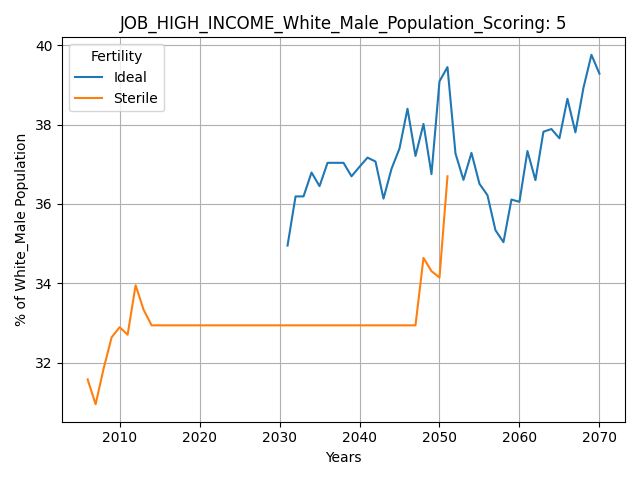 JOB_HIGH_INCOME_White_Male_Population_Scoring: 5
Fertility
Ideal
Sterile
% of White_Male Population
40
38
36
34
32
2010 2020 2030 2040 2050 2060 2070
Years